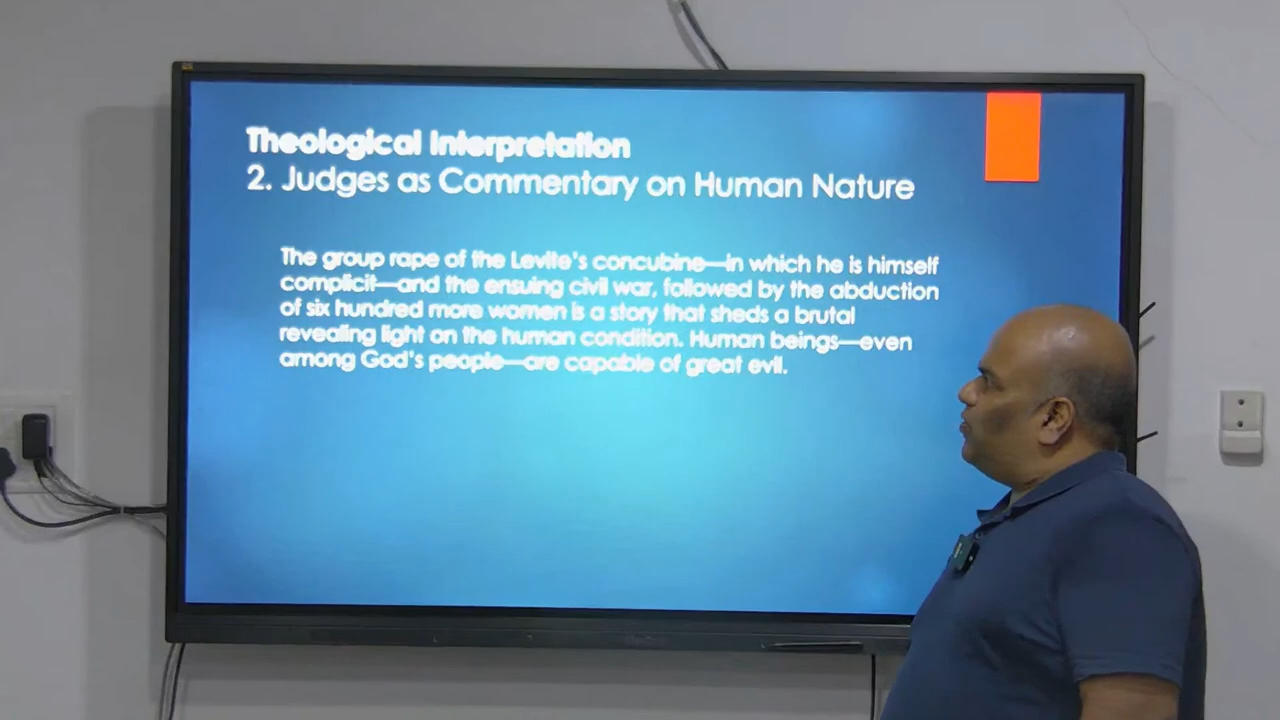 Theological Interpretation
2. Judges as Commentary on Human Nature
The group rape of the Levite's concubine—in which he is himself
complicit—and the ensuing civil war, followed by the abduction
of six hundred more women is a story that sheds a brutal
revealing light on the human condition. Human beings—even
among God's people—are capable of great evil.